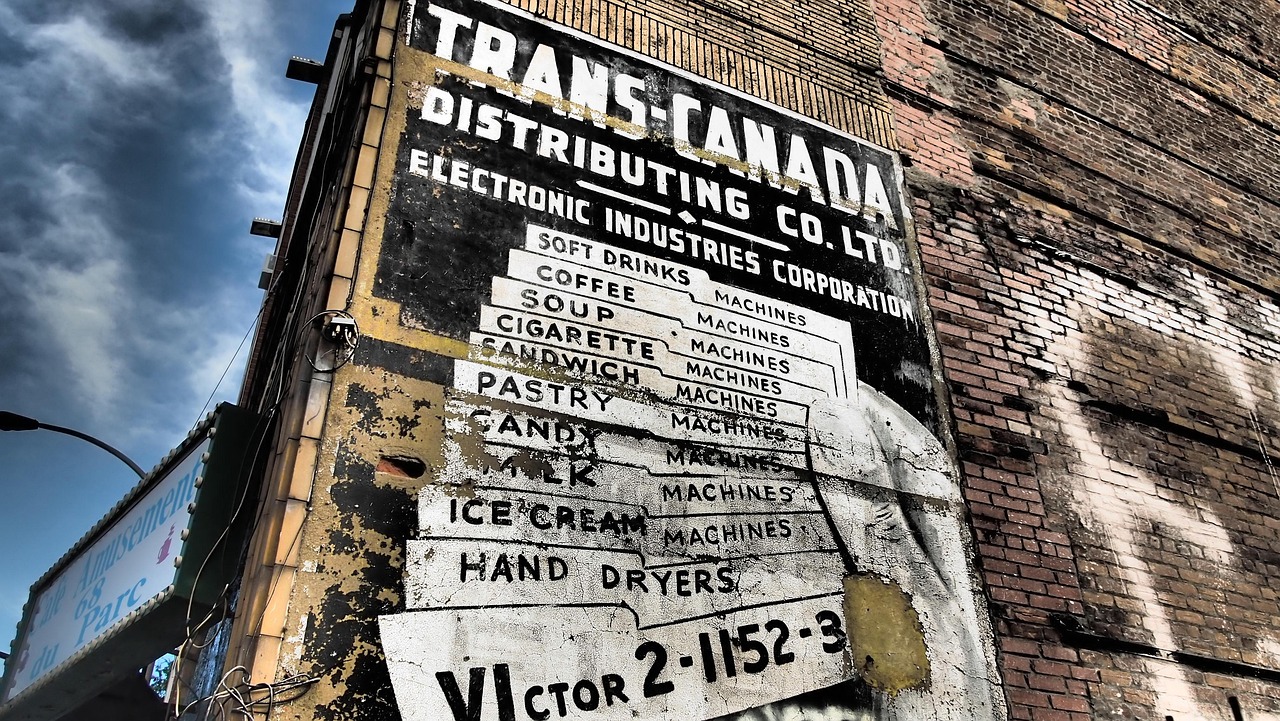 TRANS-CANADA
DISTRIBUTING CO. LTD.
ELECTRONIC INDUSTRIES CORPORATION
SOFT DRINKS MACHINES
COFFEE MACHINES
SOUP MACHINES
CIGARETTE MACHINES
SANDWICH MACHINES
PASTRY MACHINES
CANDY MACHINES
MILK MACHINES
ICE CREAM MACHINES
HAND DRYERS
VICTOR 2-1152-3
Amusement
68
du Parc